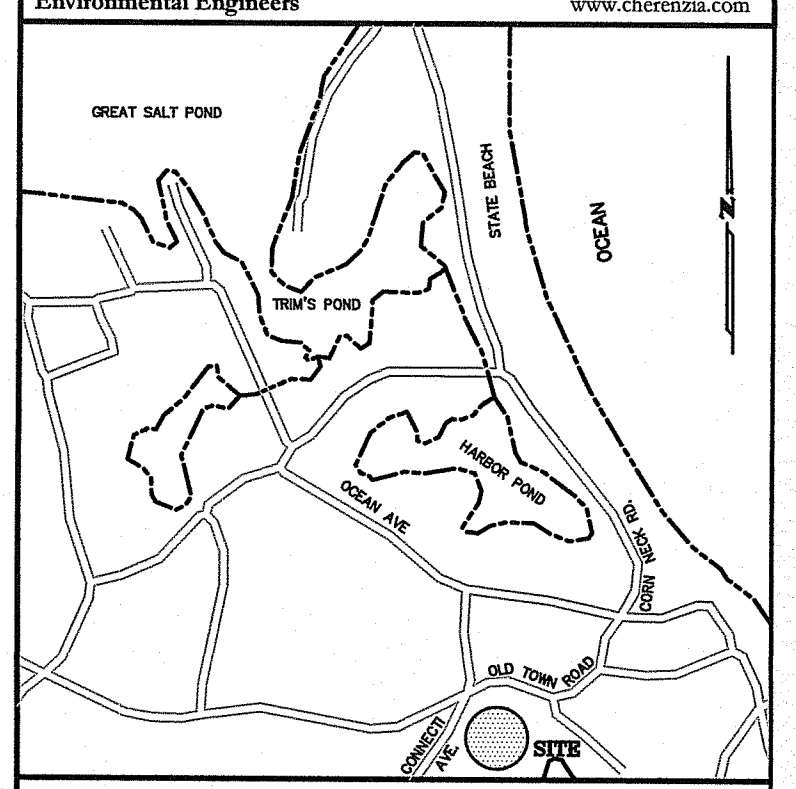 Environmental Engineers www.cherenzia.com
GREAT SALT POND
STATE BEACH
OCEAN
N
TRIM'S POND
HARBOR POND
OCEAN AVE
CORN NECK RD.
OLD TOWN ROAD
CONNECTI
AVE.
SITE